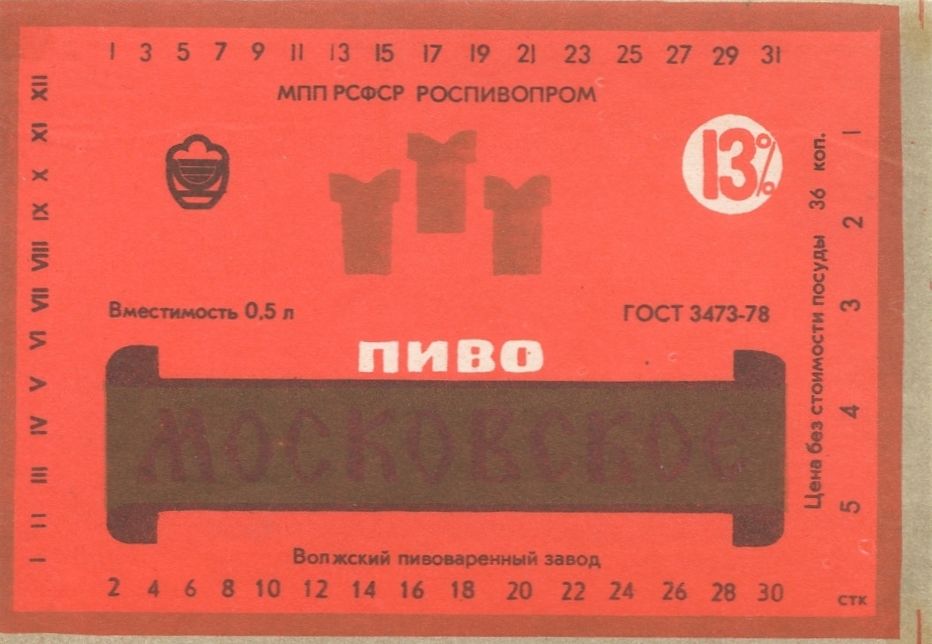 1 3 5 7 9 11 13 15 17 19 21 23 25 27 29 31
МПП РСФСР РОСПИВОПРОМ
13%
Вместимость 0,5 л
ГОСТ 3473-78
ПИВО
МОСКОВСКОЕ
Волжский пивоваренный завод
2 4 6 8 10 12 14 16 18 20 22 24 26 28 30
I II III IV V VI VII VIII IX X XI XII
Цена без стоимости посуды 36 коп.
1 2 3 4 5
СТК